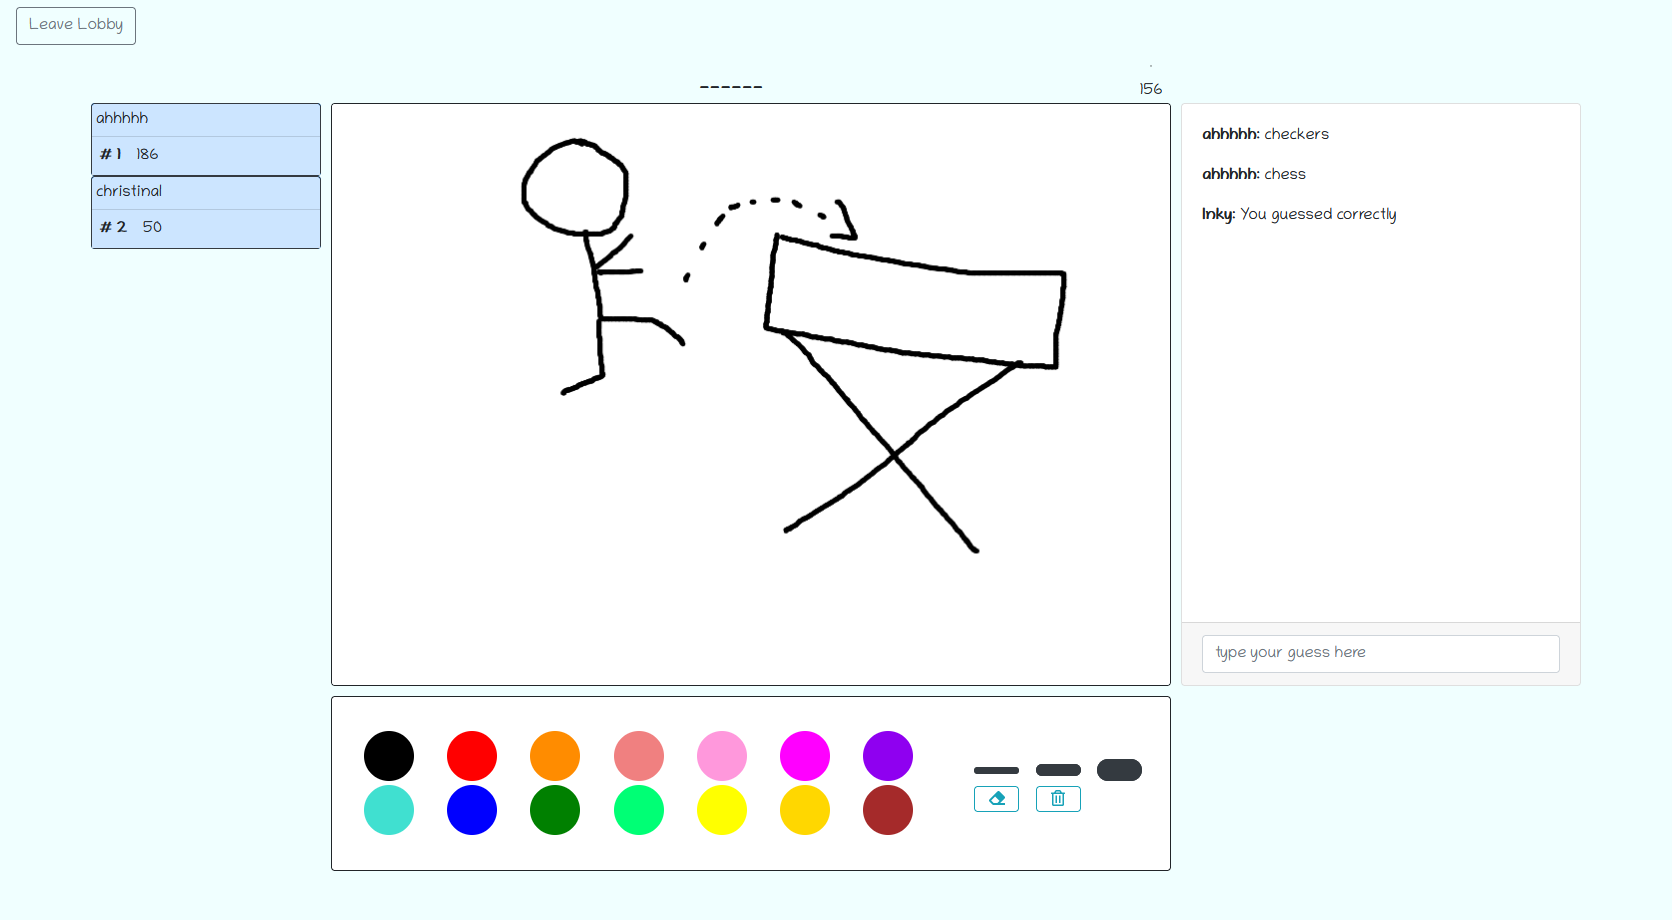 Leave Lobby
------
156
ahhhhh
# 1 186
christinal
# 2 50
ahhhhh: checkers
ahhhhh: chess
Inky: You guessed correctly
type your guess here